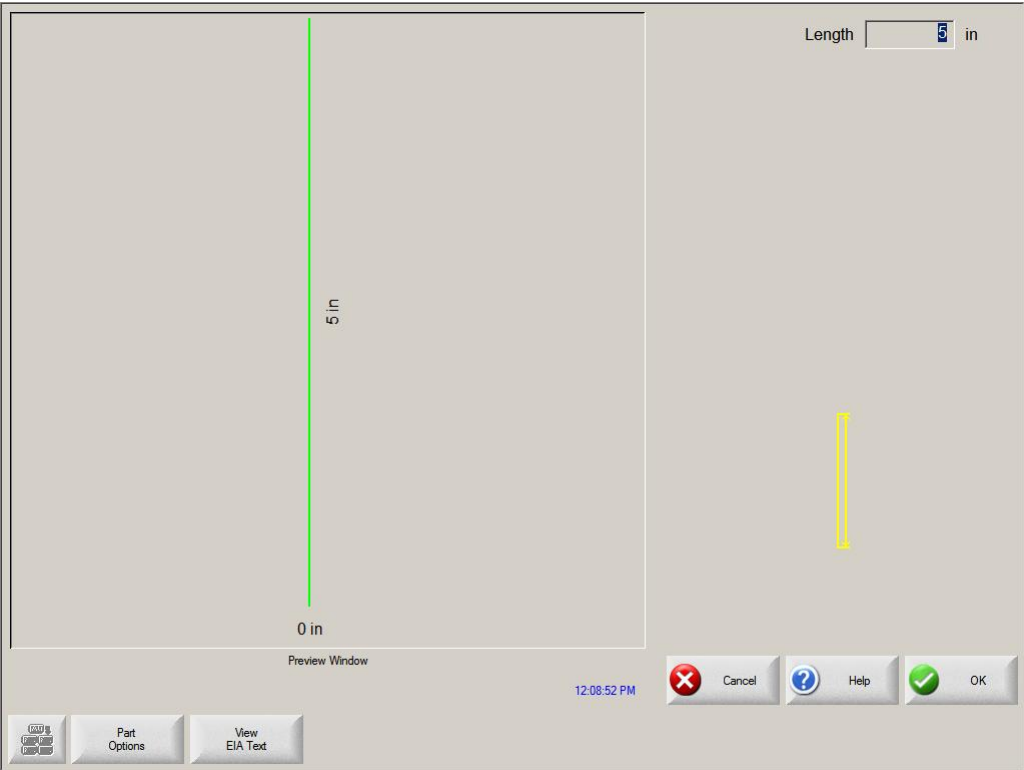 Length 5 in
5 in
0 in
Preview Window
12:08:52 PM
Cancel
Help
OK
Part
Options
View
EIA Text